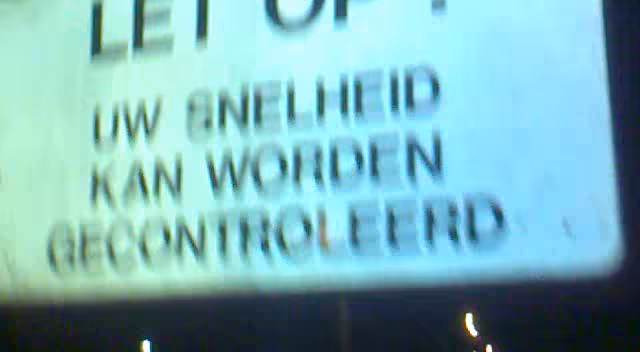 LET OP!
UW SNELHEID
KAN WORDEN
GECONTROLEERD